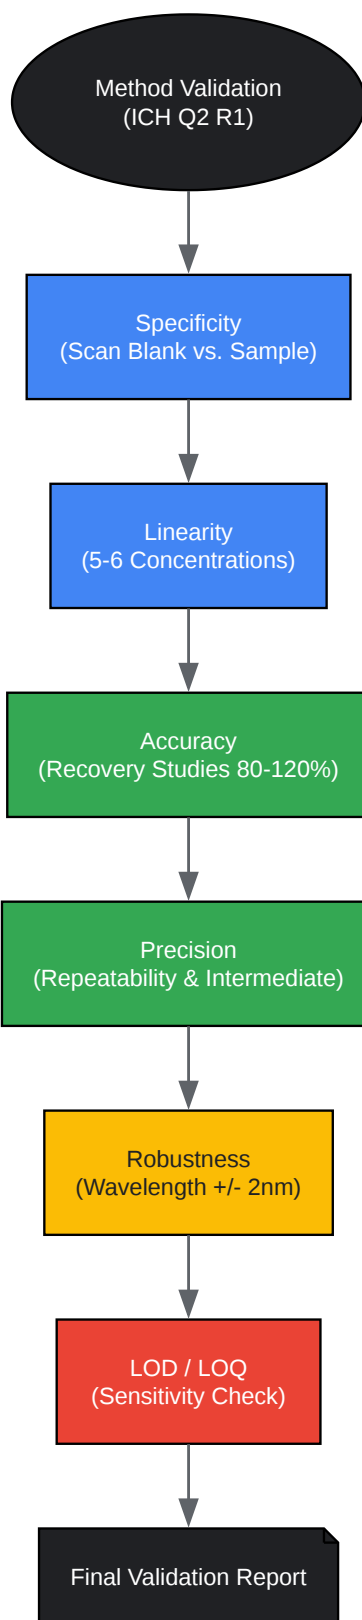 Method Validation
(ICH Q2 R1)
Specificity
(Scan Blank vs. Sample)
Linearity
(5-6 Concentrations)
Accuracy
(Recovery Studies 80-120%)
Precision
(Repeatability & Intermediate)
Robustness
(Wavelength +/- 2nm)
LOD / LOQ
(Sensitivity Check)
Final Validation Report